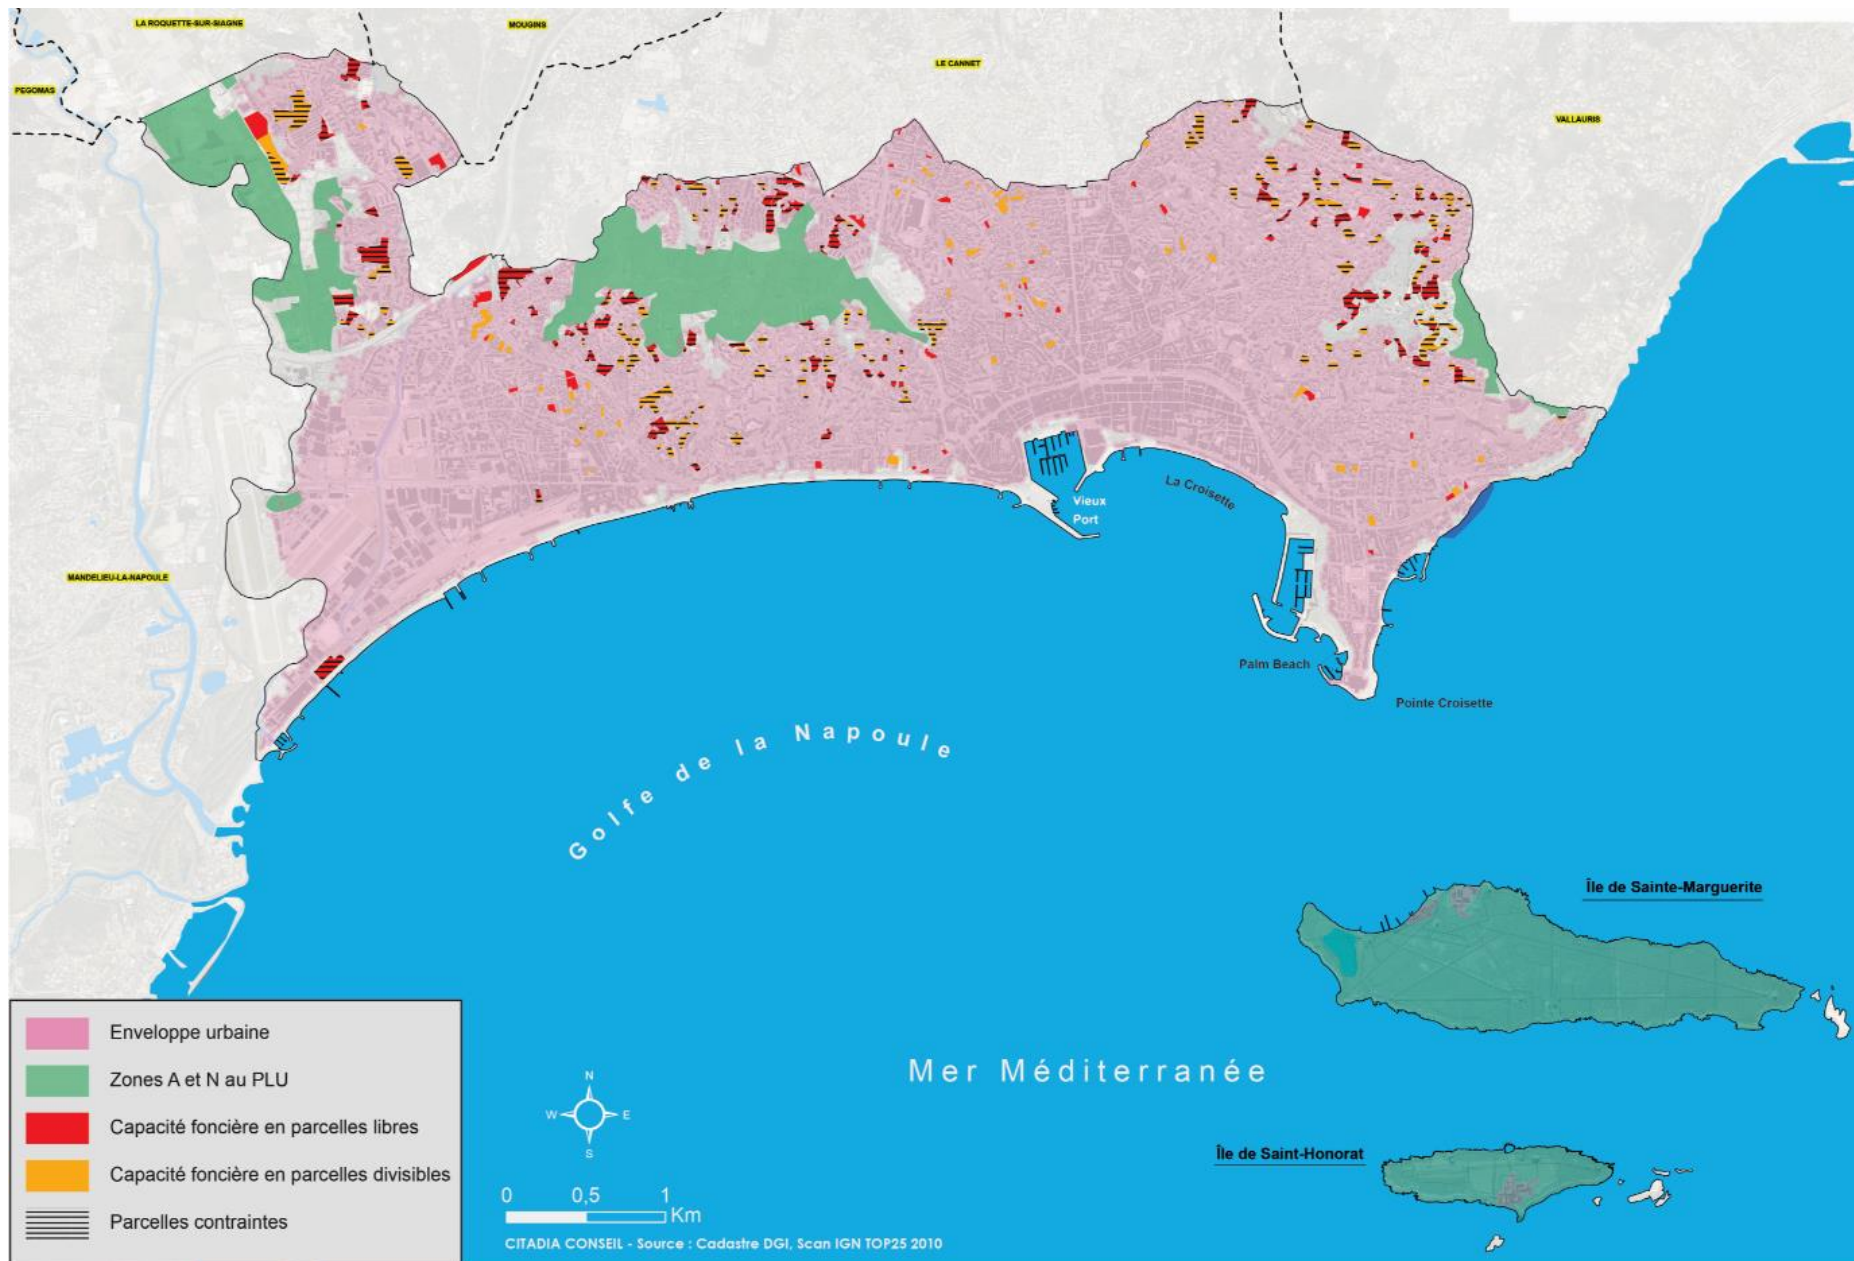 LA ROQUETTE-SUR-SIAGNE
MOUGINS
LE CANNET
PEGOMAS
VALLAURIS
MANDELIEU-LA-NAPOULE
Vieux
Port
La Croisette
Palm Beach
Pointe Croisette
Golfe de la Napoule
Île de Sainte-Marguerite
Mer Méditerranée
Île de Saint-Honorat
Enveloppe urbaine
Zones A et N au PLU
Capacité foncière en parcelles libres
Capacité foncière en parcelles divisibles
Parcelles contraintes
N
W E
S
0 0,5 1
Km
CITADIA CONSEIL - Source : Cadastre DGI, Scan IGN TOP25 2010